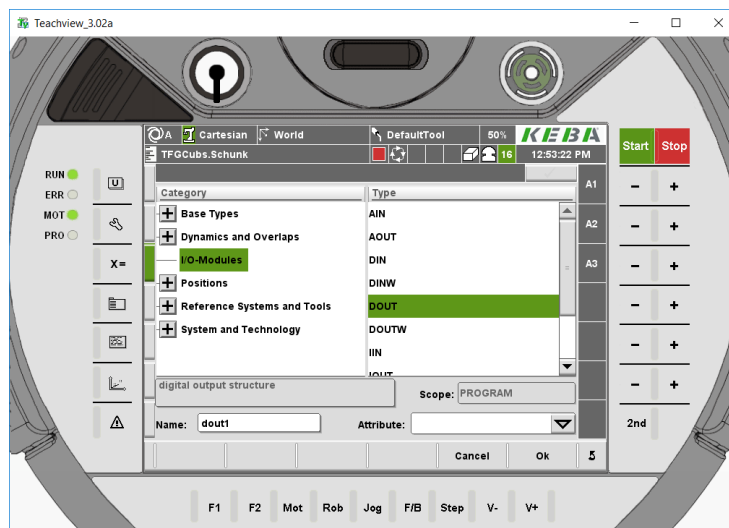 Teachview_3.02a
A Cartesian World DefaultTool 50% KEBA
TFGCubs.Schunk 16 12:53:22 PM
Start Stop
RUN
ERR
MOT
PRO
U
X=
Category Type
Base Types
Dynamics and Overlaps
I/O-Modules
Positions
Reference Systems and Tools
System and Technology
AIN
AOUT
DIN
DINW
DOUT
DOUTW
IIN
IOUT
A1
A2
A3
- +
- +
- +
- +
- +
- +
2nd
digital output structure
Scope: PROGRAM
Name: dout1 Attribute:
Cancel Ok 5
F1 F2 Mot Rob Jog F/B Step V- V+